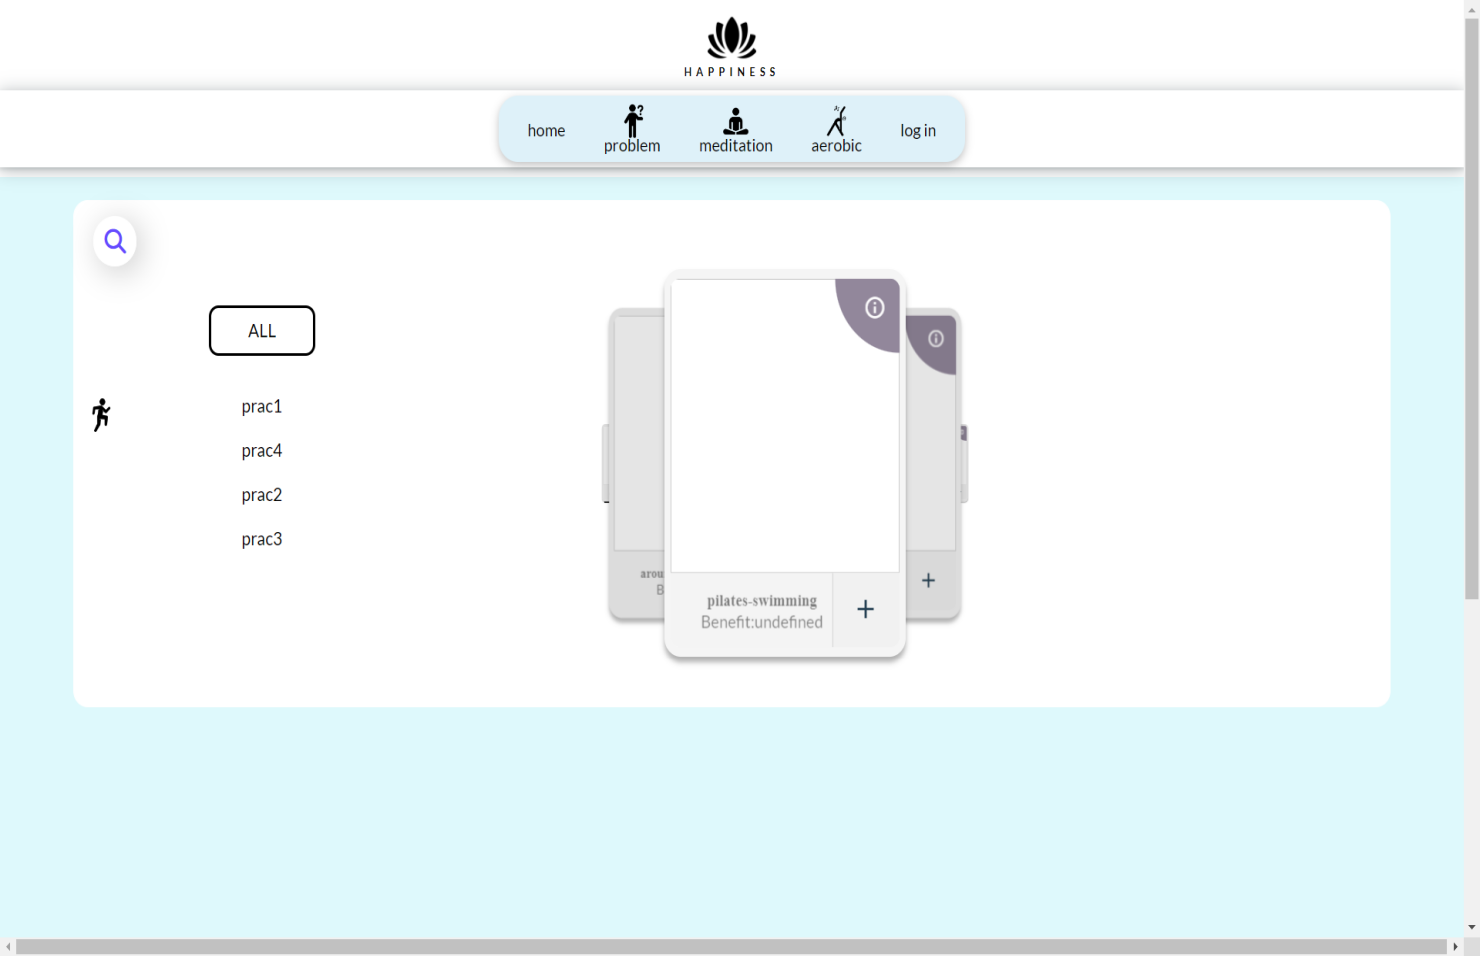 HAPPINESS
home
problem
meditation
aerobic
log in
ALL
prac1
prac4
prac2
prac3
pilates-swimming
Benefit:undefined